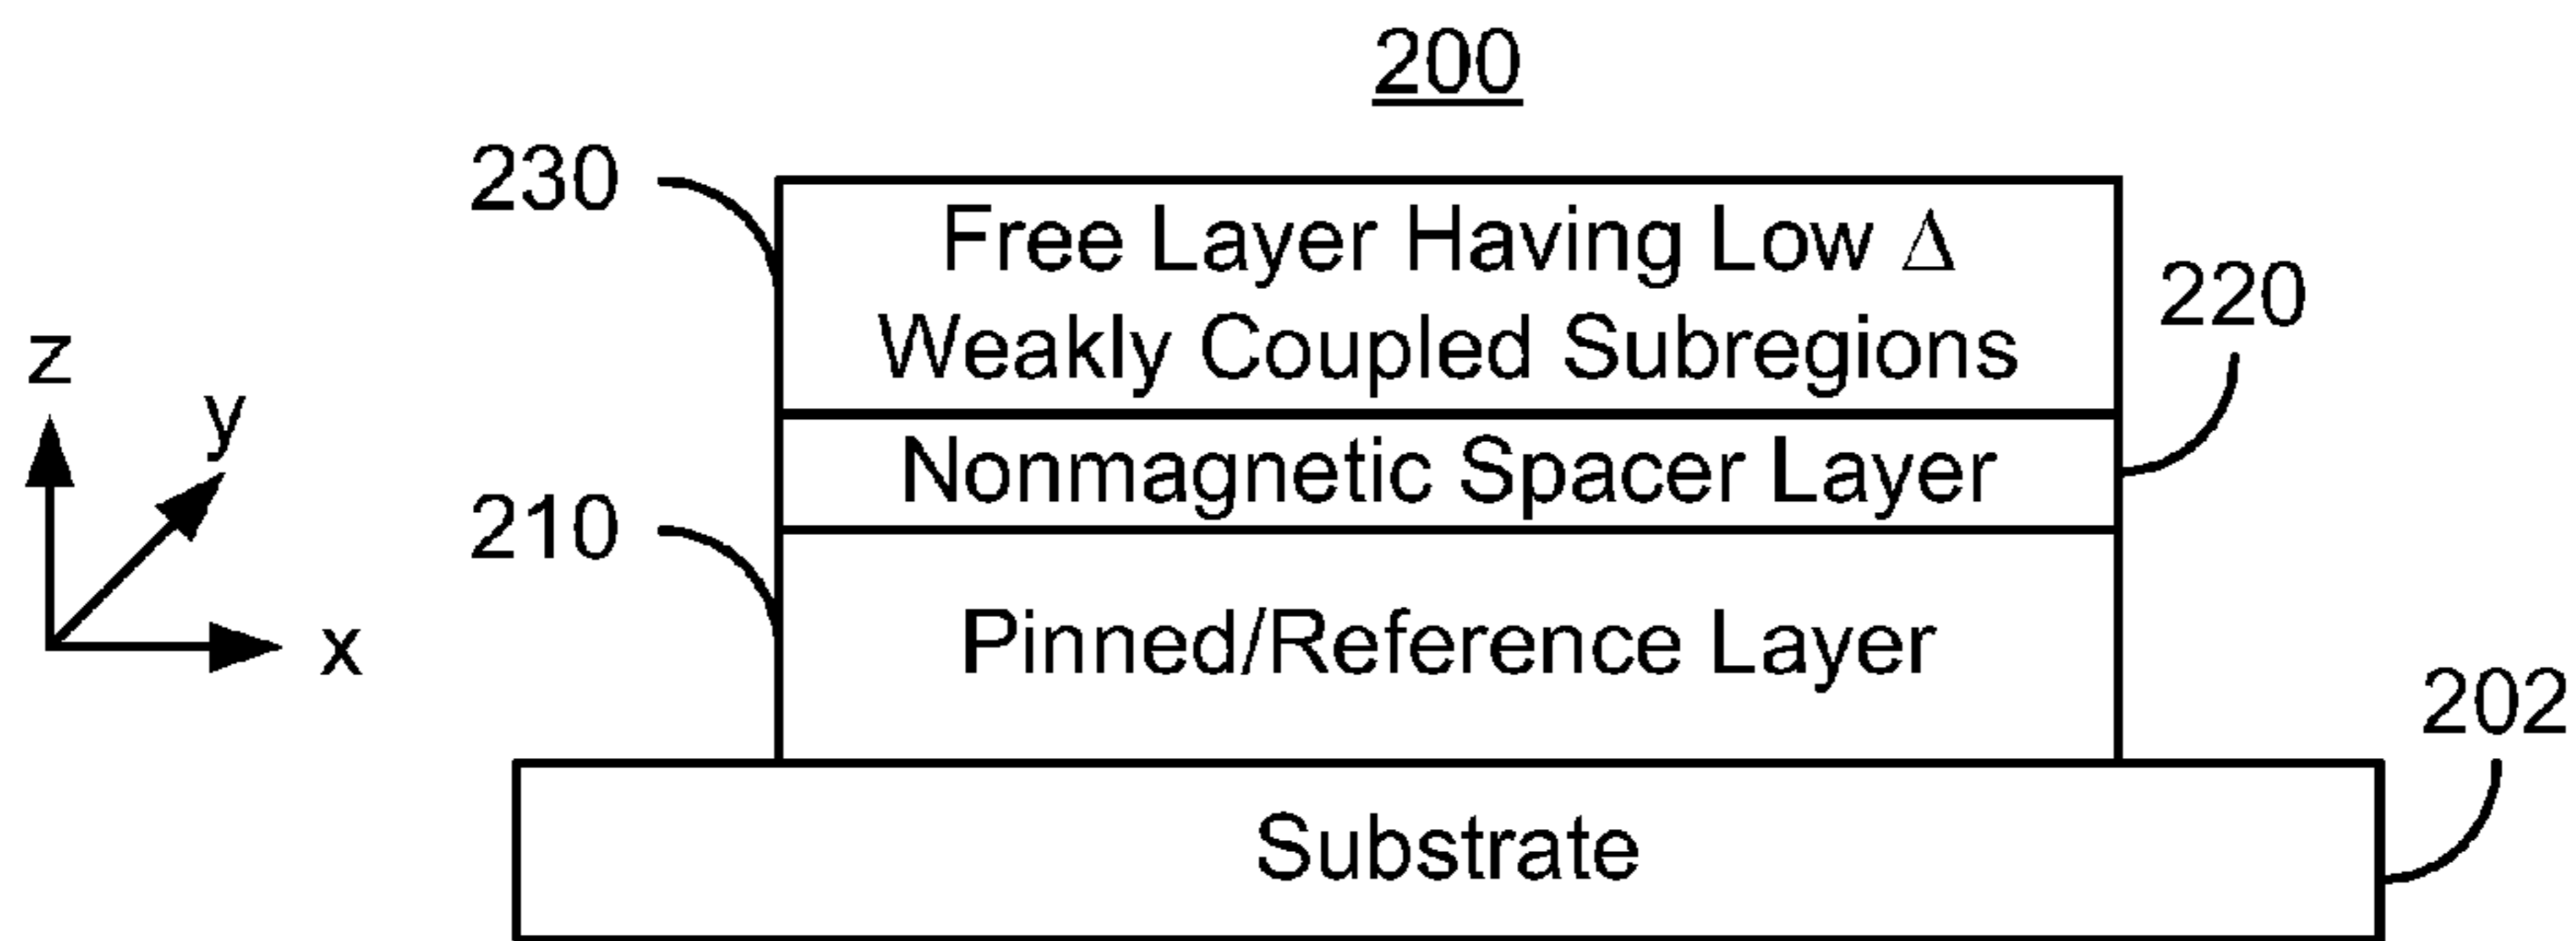 200
230
Free Layer Having Low Δ
Weakly Coupled Subregions
220
z
y
x
Nonmagnetic Spacer Layer
210
Pinned/Reference Layer
202
Substrate